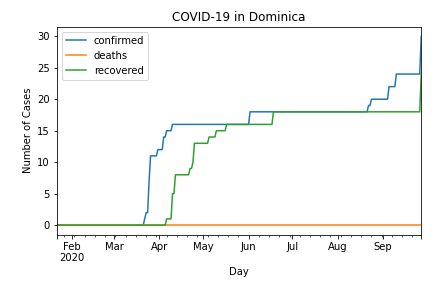 COVID-19 in Dominica
confirmed
deaths
recovered
30
25
20
15
10
5
0
Number of Cases
Feb
2020
Mar
Apr
May
Jun
Jul
Aug
Sep
Day